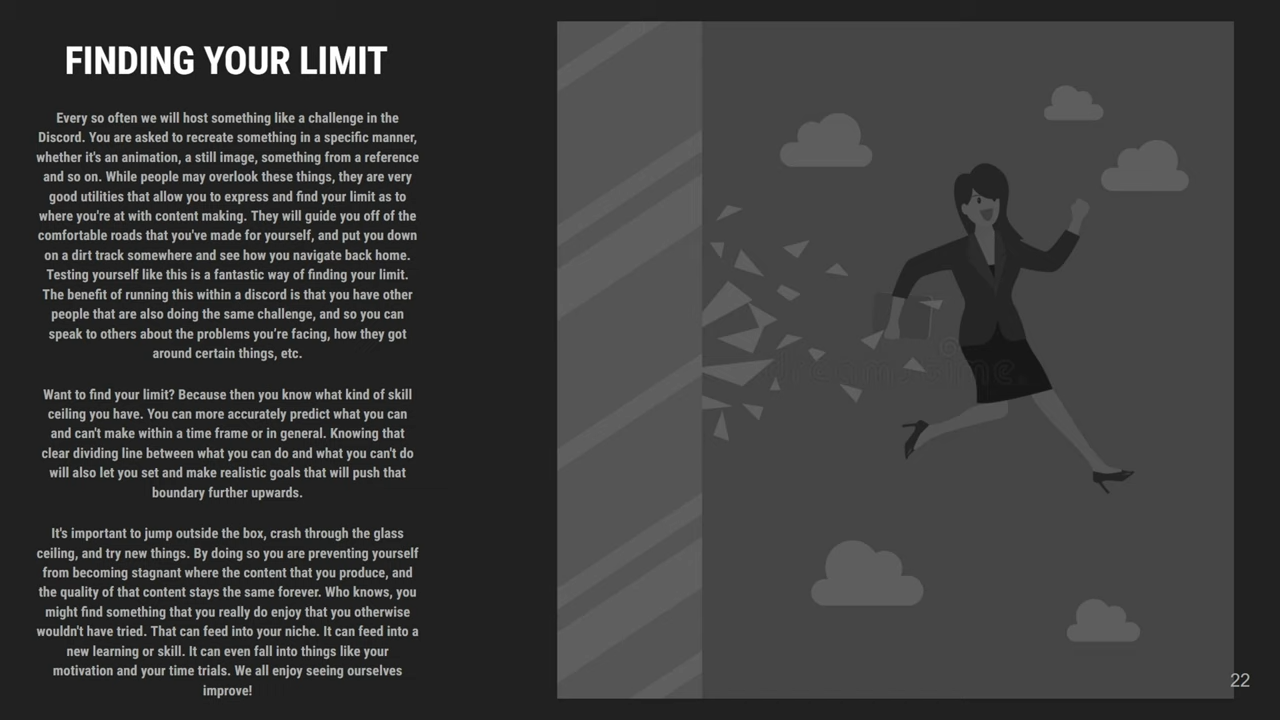 FINDING YOUR LIMIT
Every so often we will host something like a challenge in the
Discord. You are asked to recreate something in a specific manner,
whether it's an animation, a still image, something from a reference
and so on. While people may overlook these things, they are very
good utilities that allow you to express and find your limit as to
where you're at with content making. They will guide you off of the
comfortable roads that you've made for yourself, and put you down
on a dirt track somewhere and see how you navigate back home.
Testing yourself like this is a fantastic way of finding your limit.
The benefit of running this within a discord is that you have other
people that are also doing the same challenge, and so you can
speak to others about the problems you’re facing, how they got
around certain things, etc.
Want to find your limit? Because then you know what kind of skill
ceiling you have. You can more accurately predict what you can
and can't make within a time frame or in general. Knowing that
clear dividing line between what you can do and what you can't do
will also let you set and make realistic goals that will push that
boundary further upwards.
It's important to jump outside the box, crash through the glass
ceiling, and try new things. By doing so you are preventing yourself
from becoming stagnant where the content that you produce, and
the quality of that content stays the same forever. Who knows, you
might find something that you really do enjoy that you otherwise
wouldn't have tried. That can feed into your niche. It can feed into a
new learning or skill. It can even fall into things like your
motivation and your time trials. We all enjoy seeing ourselves
improve!
22